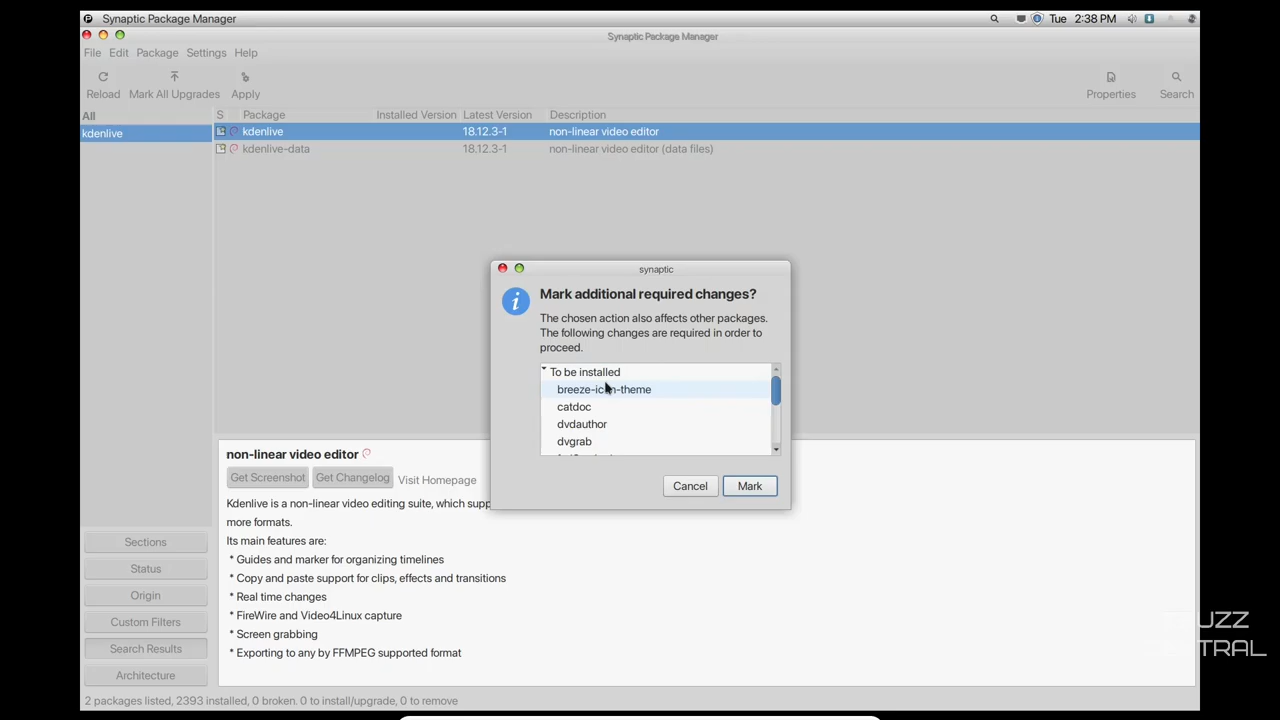 Synaptic Package Manager
Tue 2:38 PM
Synaptic Package Manager
File Edit Package Settings Help
Reload Mark All Upgrades Apply Properties Search
All
kdenlive
S Package Installed Version Latest Version Description
kdenlive 18.12.3-1 non-linear video editor
kdenlive-data 18.12.3-1 non-linear video editor (data files)
synaptic
Mark additional required changes?
The chosen action also affects other packages.
The following changes are required in order to
proceed.
To be installed
breeze-icon-theme
catdoc
dvdauthor
dvgrab
Cancel Mark
non-linear video editor
Get Screenshot Get Changelog Visit Homepage
Kdenlive is a non-linear video editing suite, which supp
more formats.
Its main features are:
* Guides and marker for organizing timelines
* Copy and paste support for clips, effects and transitions
* Real time changes
* FireWire and Video4Linux capture
* Screen grabbing
* Exporting to any by FFMPEG supported format
Sections
Status
Origin
Custom Filters
Search Results
Architecture
2 packages listed, 2393 installed, 0 broken. 0 to install/upgrade, 0 to remove